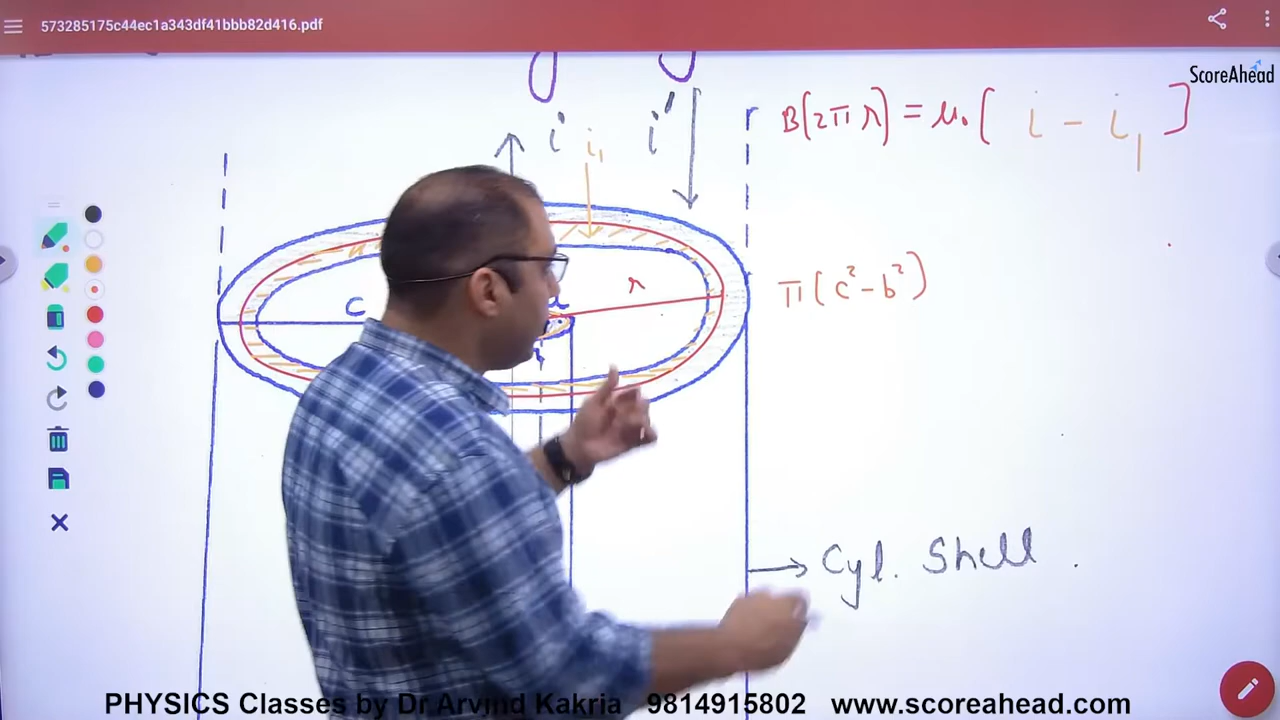 573285175c44ec1a343df41bbb82d416.pdf
ScoreAhead
i i₁ i'
B(2πr) = μ₀[ i - i₁ ]
c r
π(c² - b²)
→ Cyl. Shell.
PHYSICS Classes by Dr Arvind Kakria 9814915802 www.scoreahead.com